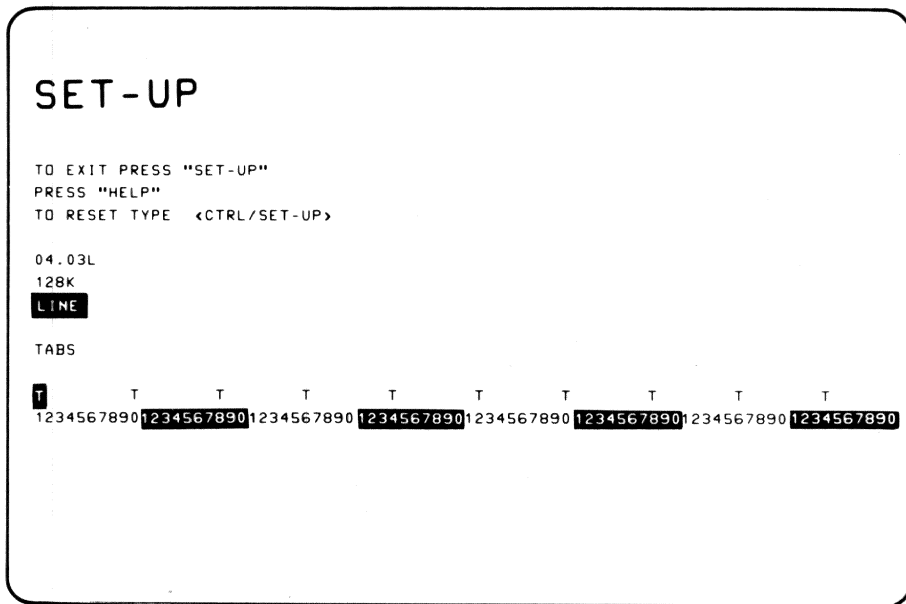 SET-UP
TO EXIT PRESS "SET-UP"
PRESS "HELP"
TO RESET TYPE <CTRL/SET-UP>
04.03L
128K
LINE
TABS
T T T T T T T T T T
12345678901234567890123456789012345678901234567890123456789012345678901234567890